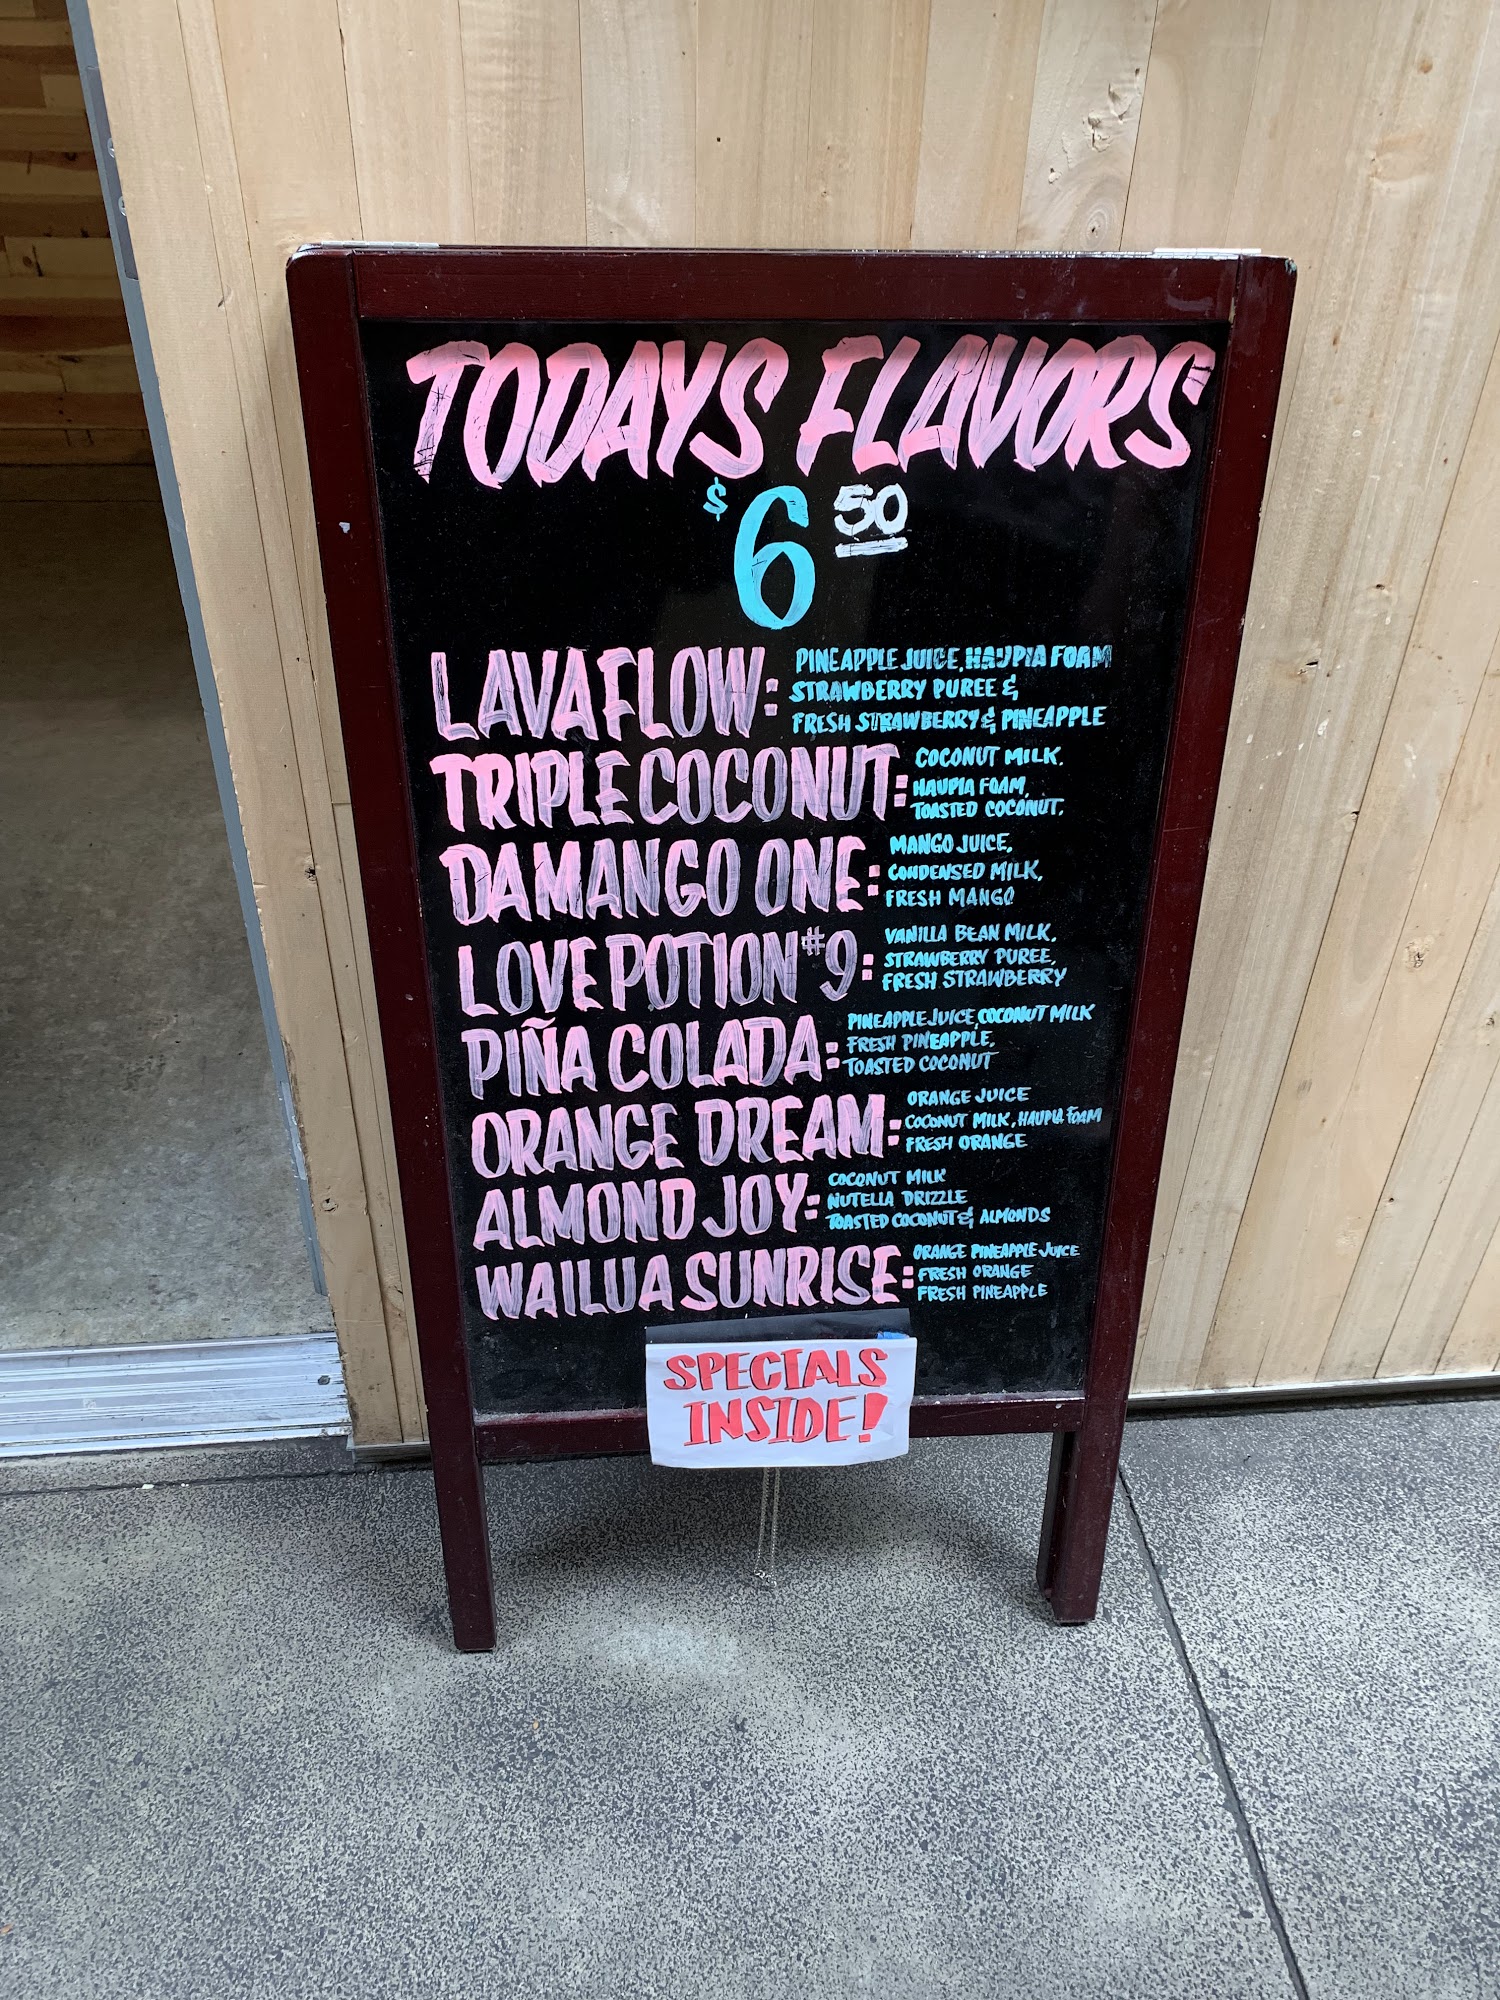 TODAYS FLAVORS
$6 50
LAVA FLOW: PINEAPPLE JUICE, HAUPIA FOAM
STRAWBERRY PUREE &
FRESH STRAWBERRY & PINEAPPLE
TRIPLE COCONUT: COCONUT MILK,
HAUPIA FOAM,
TOASTED COCONUT,
DAMANGO ONE: MANGO JUICE,
CONDENSED MILK,
FRESH MANGO
LOVE POTION #9: VANILLA BEAN MILK,
STRAWBERRY PUREE,
FRESH STRAWBERRY
PIÑA COLADA: PINEAPPLE JUICE, COCONUT MILK
FRESH PINEAPPLE,
TOASTED COCONUT
ORANGE DREAM: ORANGE JUICE
COCONUT MILK, HAUPIA FOAM
FRESH ORANGE
ALMOND JOY: COCONUT MILK
NUTELLA DRIZZLE
TOASTED COCONUT & ALMONDS
WAILUA SUNRISE: ORANGE PINEAPPLE JUICE
FRESH ORANGE
FRESH PINEAPPLE
SPECIALS
INSIDE!